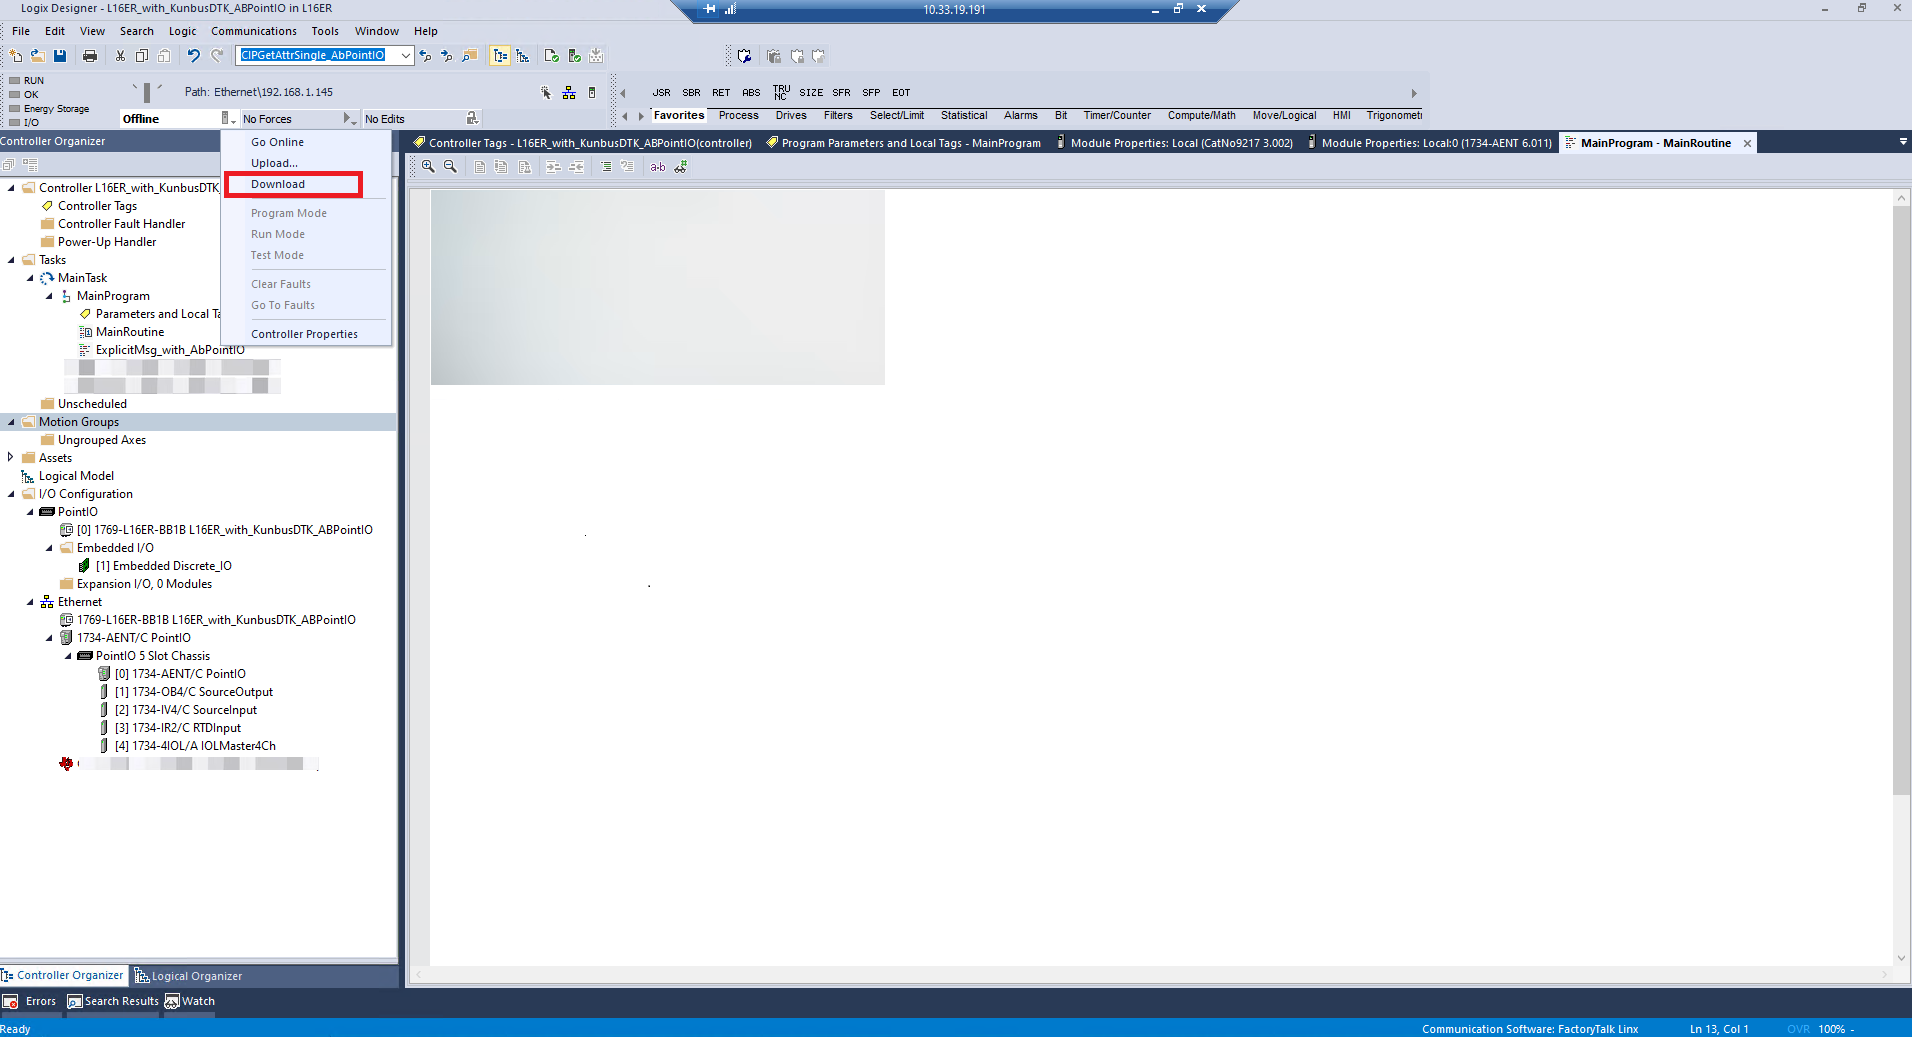 Logix Designer - L16ER_with_KunbusDTK_ABPointIO in L16ER
10.33.19.191
File Edit View Search Logic Communications Tools Window Help
CIPGetAttrSingle_AbPointIO
RUN
OK
Energy Storage
I/O
Path: Ethernet\192.168.1.145
Offline No Forces No Edits
JSR SBR RET ABS TRUNC SIZE SFR SFP EOT
Favorites Process Drives Filters Select/Limit Statistical Alarms Bit Timer/Counter Compute/Math Move/Logical HMI Trigonometri
Controller Organizer
Go Online
Upload...
Download
Program Mode
Run Mode
Test Mode
Clear Faults
Go To Faults
Controller Properties
Controller Tags - L16ER_with_KunbusDTK_ABPointIO(controller) Program Parameters and Local Tags - MainProgram Module Properties: Local (CatNo9217 3.002) Module Properties: Local:0 (1734-AENT 6.011) MainProgram - MainRoutine
Controller L16ER_with_KunbusDTK_
Controller Tags
Controller Fault Handler
Power-Up Handler
Tasks
MainTask
MainProgram
Parameters and Local Ta
MainRoutine
ExplicitMsg_with_AbPointIO
Unscheduled
Motion Groups
Ungrouped Axes
Assets
Logical Model
I/O Configuration
PointIO
[0] 1769-L16ER-BB1B L16ER_with_KunbusDTK_ABPointIO
Embedded I/O
[1] Embedded Discrete_IO
Expansion I/O, 0 Modules
Ethernet
1769-L16ER-BB1B L16ER_with_KunbusDTK_ABPointIO
1734-AENT/C PointIO
PointIO 5 Slot Chassis
[0] 1734-AENT/C PointIO
[1] 1734-OB4/C SourceOutput
[2] 1734-IV4/C SourceInput
[3] 1734-IR2/C RTDInput
[4] 1734-4IOL/A IOLMaster4Ch
Controller Organizer Logical Organizer
Errors Search Results Watch
Ready
Communication Software: FactoryTalk Linx Ln 13, Col 1 OVR 100% -